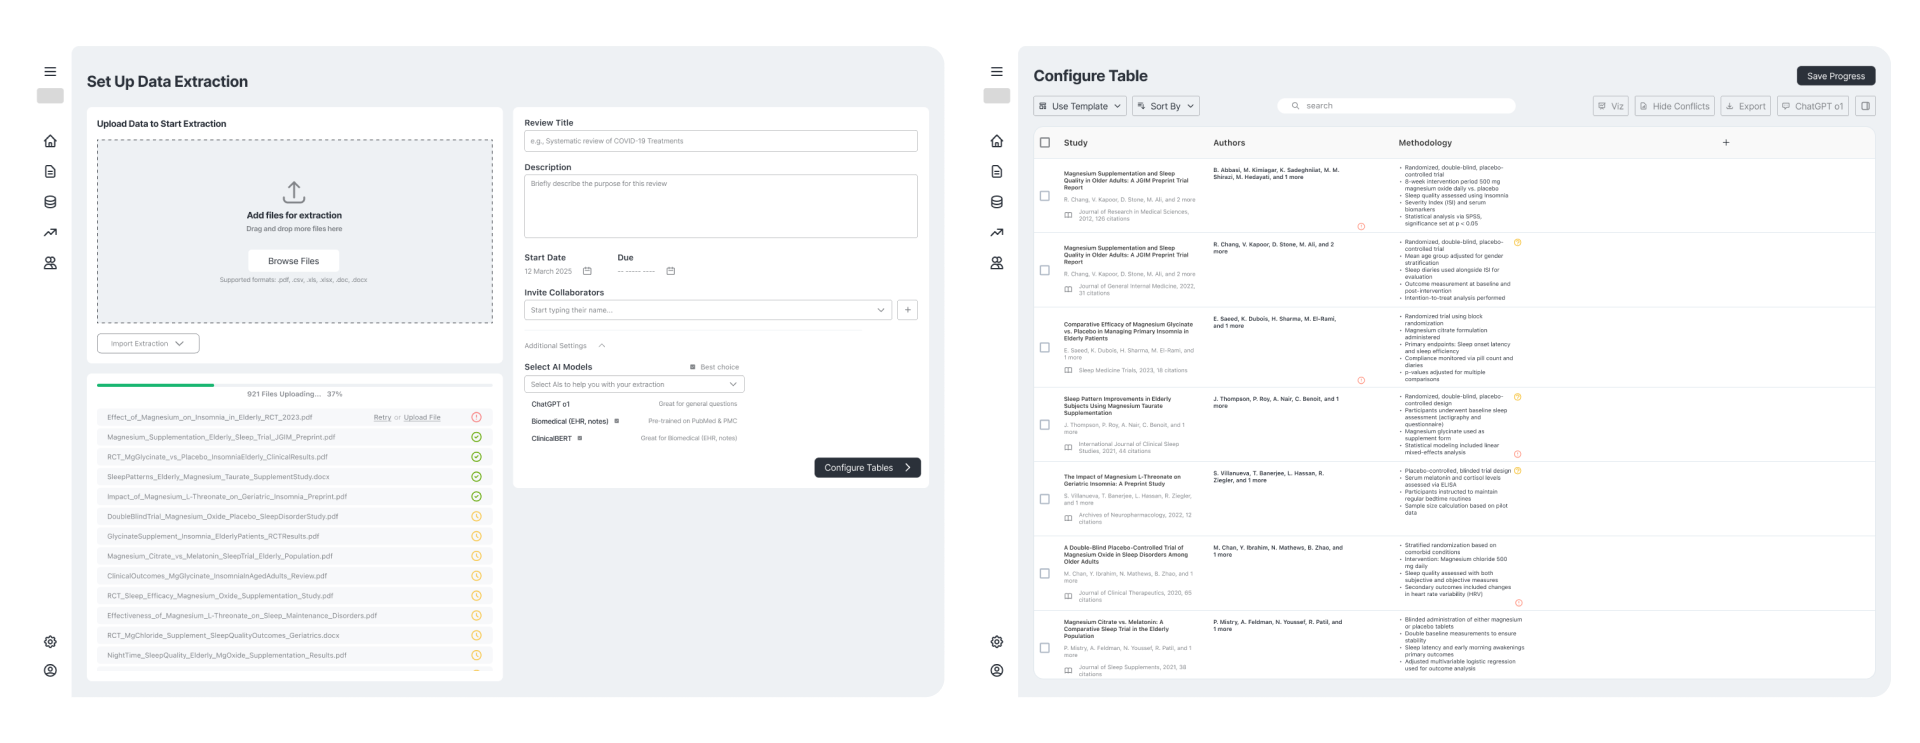 Set Up Data Extraction
Upload Data to Start Extraction
Add files for extraction
Drag and drop more files here
Browse Files
Supported formats: .pdf, .csv, .xls, .xlsx, .doc, .docx
Import Extraction
921 Files Uploading... 37%
Effect_of_Magnesium_on_Insomnia_in_Elderly_RCT_2023.pdf Retry or Upload File
Magnesium_Supplementation_Elderly_Sleep_Trial_JGIM_Preprint.pdf
RCT_MgGlycinate_vs_Placebo_InsomniaElderly_ClinicalResults.pdf
SleepPatterns_Elderly_Magnesium_Taurate_SupplementStudy.docx
Impact_of_Magnesium_L-Threonate_on_Geriatric_Insomnia_Preprint.pdf
DoubleBlindTrial_Magnesium_Oxide_Placebo_SleepDisorderStudy.pdf
GlycinateSupplement_Insomnia_ElderlyPatients_RCTResults.pdf
Magnesium_Citrate_vs_Melatonin_SleepTrial_Elderly_Population.pdf
ClinicalOutcomes_MgGlycinate_InsomniaInAgedAdults_Review.pdf
RCT_Sleep_Efficacy_Magnesium_Oxide_Supplementation_Study.pdf
Effectiveness_of_Magnesium_L-Threonate_on_Sleep_Maintenance_Disorders.pdf
RCT_MgChloride_Supplement_SleepQualityOutcomes_Geriatrics.docx
NightTime_SleepQuality_Elderly_MgOxide_Supplementation_Results.pdf
Review Title
e.g., Systematic review of COVID-19 Treatments
Description
Briefly describe the purpose for this review
Start Date Due
12 March 2025 -- ----- ----
Invite Collaborators
Start typing their name...
+
Additional Settings
Select AI Models Best choice
Select AIs to help you with your extraction
ChatGPT o1 Great for general questions
Biomedical (EHR, notes) Pre-trained on PubMed & PMC
ClinicalBERT Great for Biomedical (EHR, notes)
Configure Tables
Configure Table
Save Progress
Use Template Sort By search Viz Hide Conflicts Export ChatGPT o1
Study Authors Methodology +
Magnesium Supplementation and Sleep
Quality in Older Adults: A JGIM Preprint Trial
Report
R. Chang, V. Kapoor, D. Stone, M. Ali, and 2 more
Journal of Research in Medical Sciences,
2012, 126 citations
B. Abbasi, M. Kimiagar, K. Sadeghniiat, M. M.
Shirazi, M. Hedayati, and 1 more
• Randomized, double-blind, placebo-
controlled trial
• 8-week intervention period 500 mg
magnesium oxide daily vs. placebo
• Sleep quality assessed using Insomnia
• Severity Index (ISI) and serum
biomarkers
• Statistical analysis via SPSS,
significance set at p < 0.05
Magnesium Supplementation and Sleep
Quality in Older Adults: A JGIM Preprint Trial
Report
R. Chang, V. Kapoor, D. Stone, M. Ali, and 2 more
Journal of General Internal Medicine, 2022,
31 citations
R. Chang, V. Kapoor, D. Stone, M. Ali, and 2
more
• Randomized, double-blind, placebo-
controlled trial
• Mean age group adjusted for gender
stratification
• Sleep diaries used alongside ISI for
evaluation
• Outcome measurement at baseline and
post-intervention
• Intention-to-treat analysis performed
Comparative Efficacy of Magnesium Glycinate
vs. Placebo in Managing Primary Insomnia in
Elderly Patients
E. Saeed, K. Dubois, H. Sharma, M. El-Rami, and
1 more
Sleep Medicine Trials, 2023, 18 citations
E. Saeed, K. Dubois, H. Sharma, M. El-Rami,
and 1 more
• Randomized trial using block
randomization
• Magnesium citrate formulation
administered
• Primary endpoints: Sleep onset latency
and sleep efficiency
• Compliance monitored via pill count and
diaries
• p-values adjusted for multiple
comparisons
Sleep Pattern Improvements in Elderly
Subjects Using Magnesium Taurate
Supplementation
J. Thompson, P. Roy, A. Nair, C. Benoit, and 1
more
International Journal of Clinical Sleep
Studies, 2021, 44 citations
J. Thompson, P. Roy, A. Nair, C. Benoit, and 1
more
• Randomized, double-blind, placebo-
controlled design
• Participants underwent baseline sleep
assessment (actigraphy and
questionnaire)
• Magnesium glycinate used as
supplement form
• Statistical modeling included linear
mixed-effects analysis
The Impact of Magnesium L-Threonate on
Geriatric Insomnia: A Preprint Study
S. Villanueva, T. Banerjee, L. Hassan, R. Ziegler,
and 1 more
Archives of Neuropharmacology, 2022, 12
citations
S. Villanueva, T. Banerjee, L. Hassan, R.
Ziegler, and 1 more
• Placebo-controlled, blinded trial design
• Serum melatonin and cortisol levels
assessed via ELISA
• Participants instructed to maintain
regular bedtime routines
• Sample size calculation based on pilot
data
A Double-Blind Placebo-Controlled Trial of
Magnesium Oxide in Sleep Disorders Among
Older Adults
M. Chan, Y. Ibrahim, N. Mathews, B. Zhao, and 1
more
Journal of Clinical Therapeutics, 2020, 65
citations
M. Chan, Y. Ibrahim, N. Mathews, B. Zhao, and
1 more
• Stratified randomization based on
comorbid conditions
• Intervention: Magnesium chloride 500
mg daily
• Sleep quality assessed with both
subjective and objective measures
• Secondary outcomes included changes
in heart rate variability (HRV)
Magnesium Citrate vs. Melatonin: A
Comparative Sleep Trial in the Elderly
Population
P. Mistry, A. Feldman, N. Youssef, R. Patil, and 1
more
Journal of Sleep Supplements, 2021, 38
citations
P. Mistry, A. Feldman, N. Youssef, R. Patil, and
1 more
• Blinded administration of either magnesium
or placebo tablets
• Double baseline measurements to ensure
stability
• Sleep latency and early morning awakenings
primary outcomes
• Adjusted multivariable logistic regression
used for outcome analysis